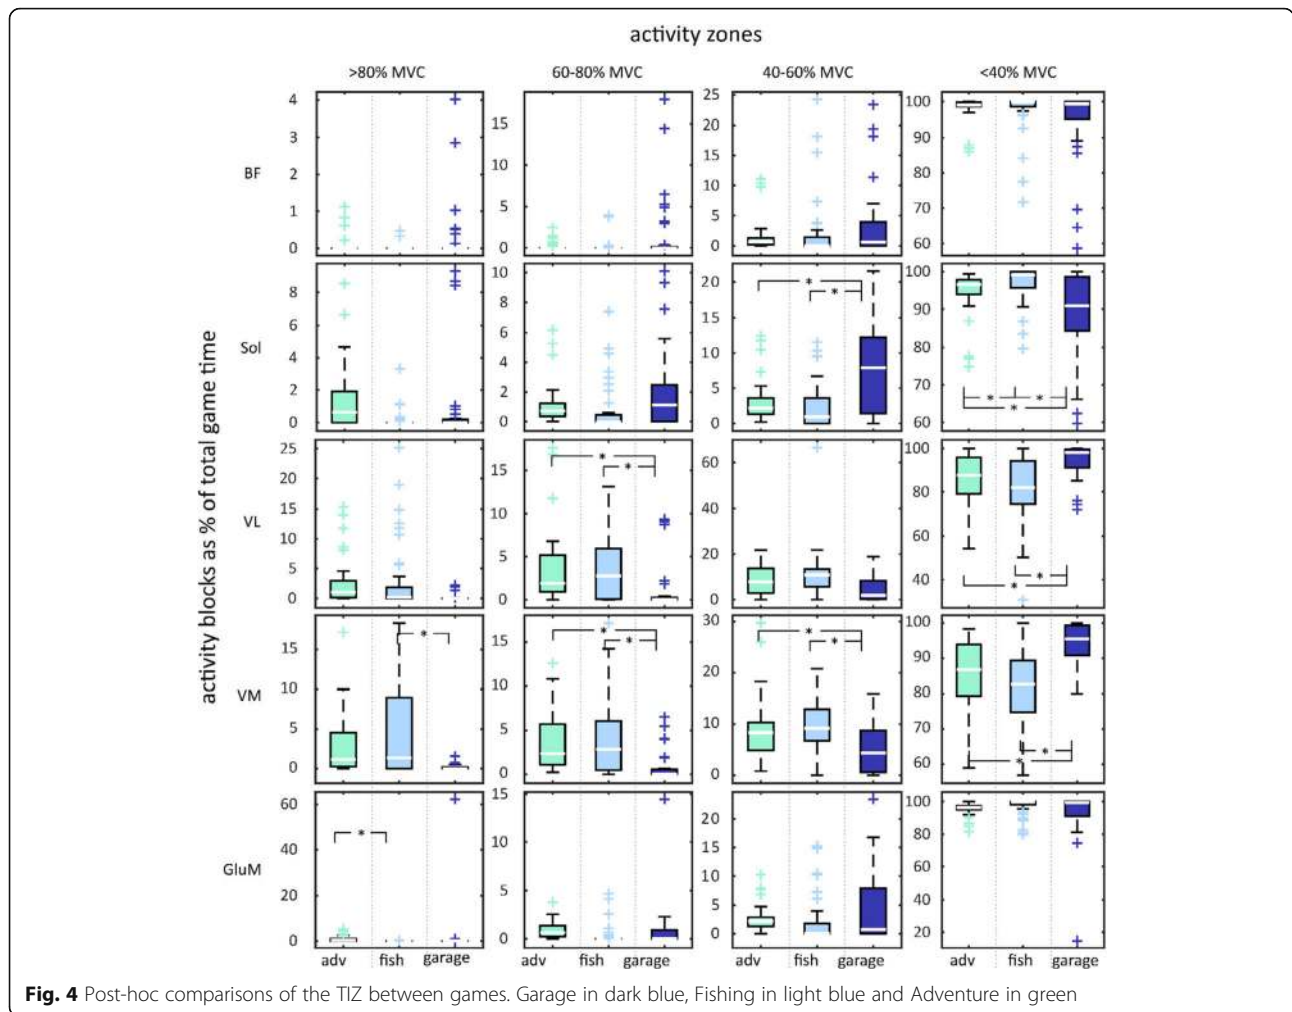 activity zones
>80% MVC 60-80% MVC 40-60% MVC <40% MVC
activity blocks as % of total game time
BF
4 3 2 1 0
15 10 5 0
25 20 15 10 5 0
100 90 80 70 60
Sol
8 6 4 2 0
10 8 6 4 2 0
20 15 10 5 0
100 90 80 70 60
VL
25 20 15 10 5 0
15 10 5 0
60 40 20 0
100 80 60 40
VM
15 10 5 0
15 10 5 0
30 20 10 0
100 90 80 70 60
GluM
60 40 20 0
15 10 5 0
20 15 10 5 0
100 80 60 40 20
adv fish garage adv fish garage adv fish garage adv fish garage
Fig. 4 Post-hoc comparisons of the TIZ between games. Garage in dark blue, Fishing in light blue and Adventure in green